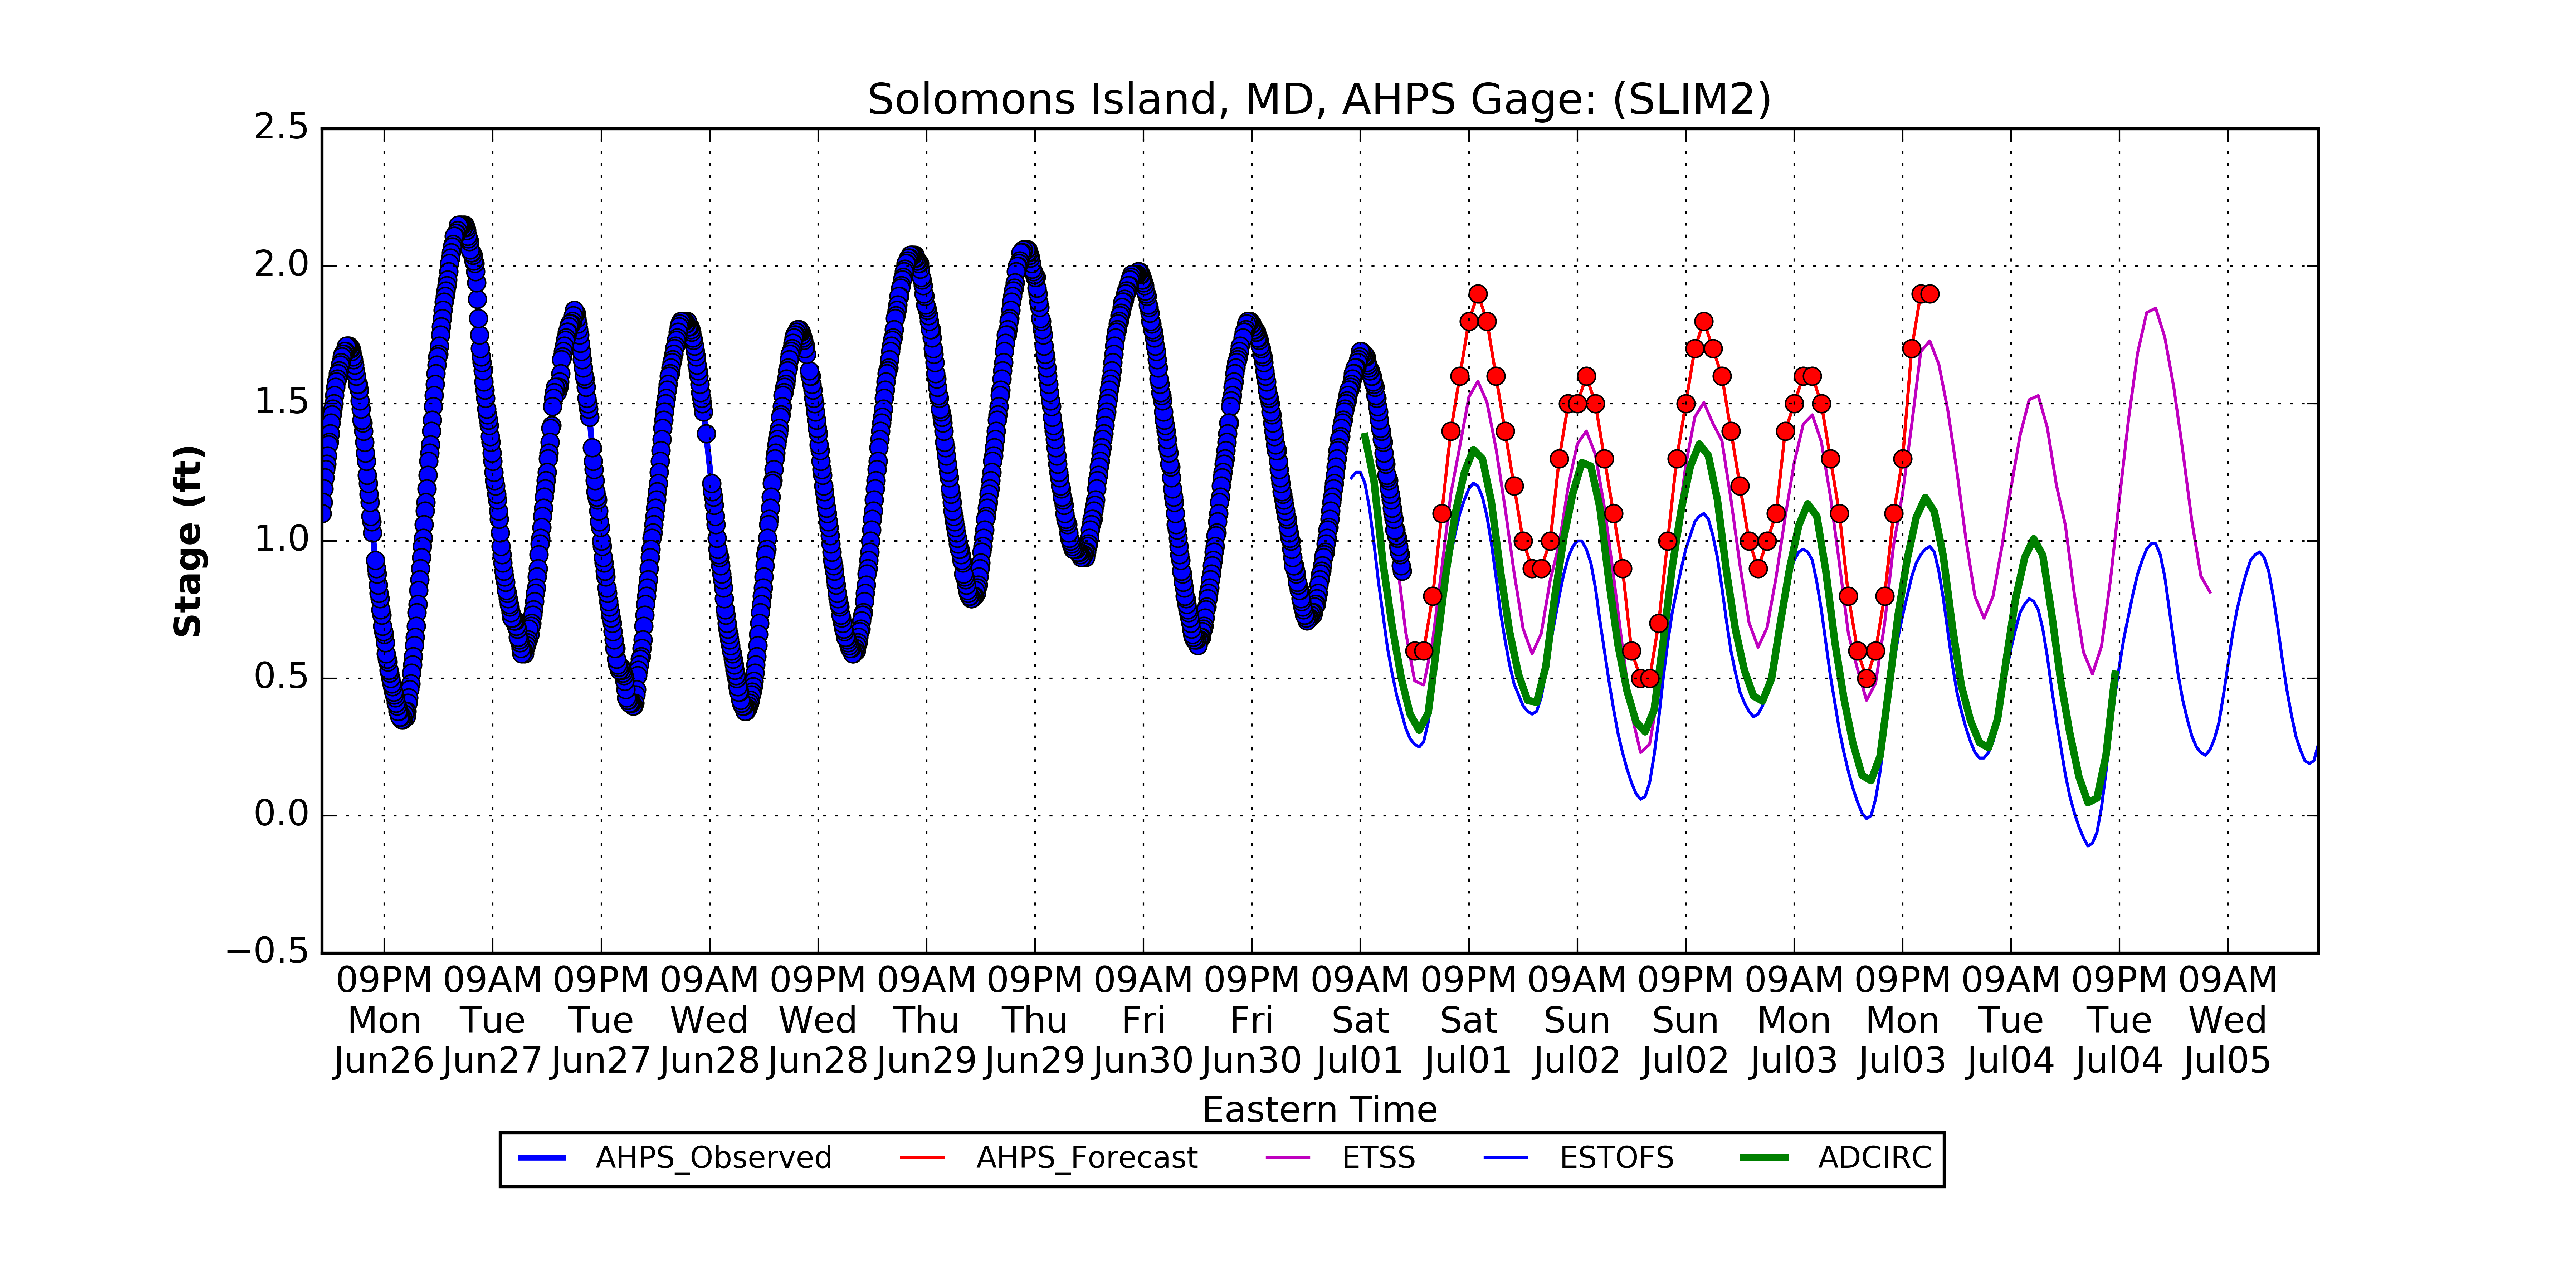 Solomons Island, MD, AHPS Gage: (SLIM2)
2.5
2.0
1.5
1.0
0.5
0.0
−0.5
Stage (ft)
09PM 09AM 09PM 09AM 09PM 09AM 09PM 09AM 09PM 09AM 09PM 09AM 09PM 09AM 09PM 09AM 09PM 09AM
Mon Tue Tue Wed Wed Thu Thu Fri Fri Sat Sat Sun Sun Mon Mon Tue Tue Wed
Jun26 Jun27 Jun27 Jun28 Jun28 Jun29 Jun29 Jun30 Jun30 Jul01 Jul01 Jul02 Jul02 Jul03 Jul03 Jul04 Jul04 Jul05
Eastern Time
AHPS_Observed AHPS_Forecast ETSS ESTOFS ADCIRC